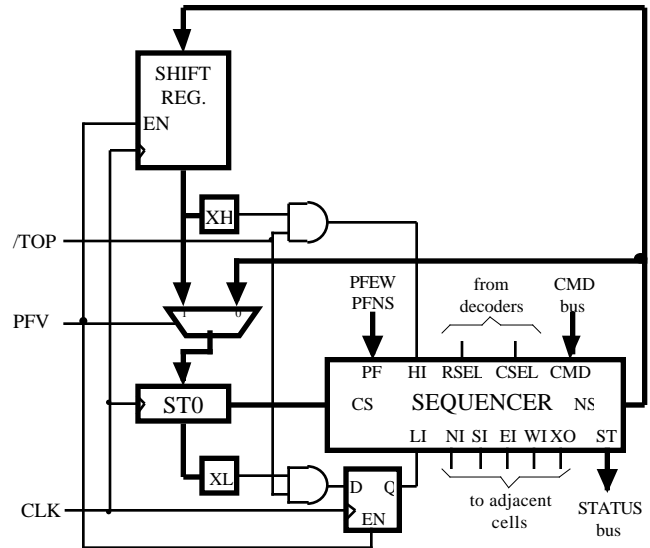 SHIFT
REG.
EN
XH
/TOP
1 0
PFV
PFEW
PFNS
from
decoders
CMD
bus
PF HI RSEL CSEL CMD
CS SEQUENCER NS
LI NI SI EI WI XO ST
ST0
XL
D Q
EN
CLK
to adjacent
cells
STATUS
bus